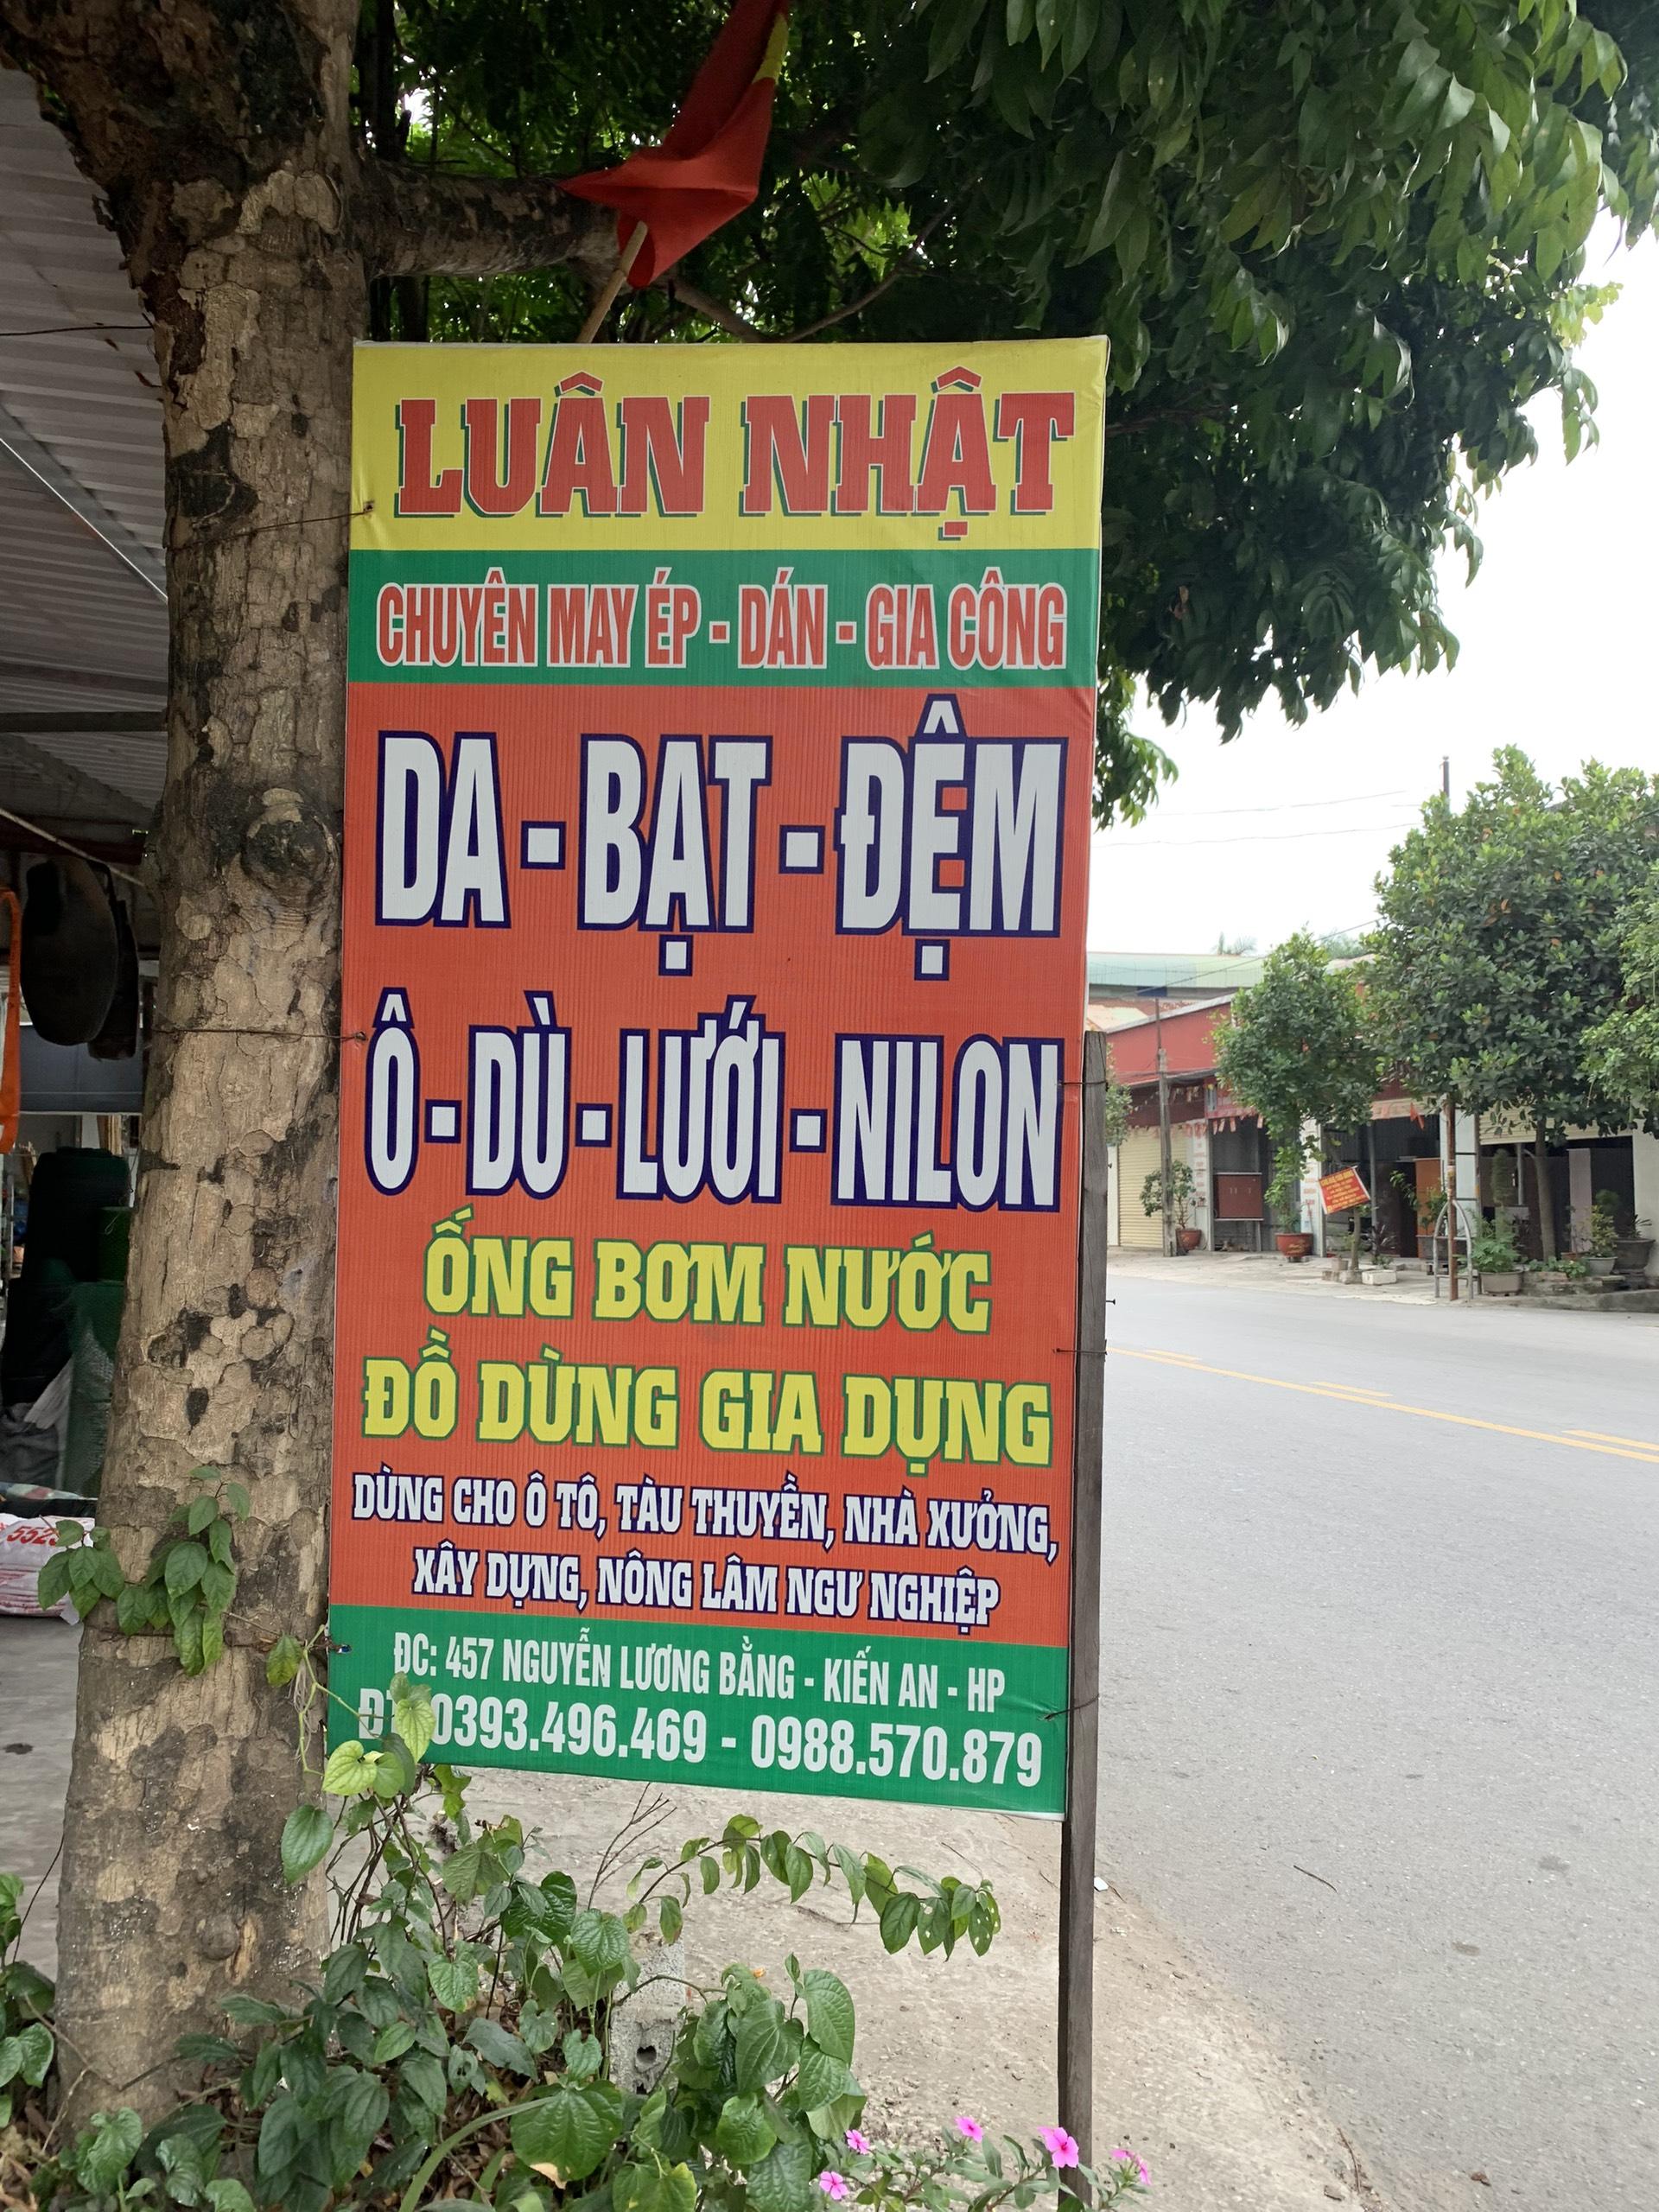 LUÂN NHẬT
CHUYÊN MAY ÉP - DÁN - GIA CÔNG
DA - BẠT - ĐỆM
Ô - DÙ - LƯỚI - NILON
ỐNG BƠM NƯỚC
ĐỒ DÙNG GIA DỤNG
DÙNG CHO Ô TÔ, TÀU THUYỀN, NHÀ XƯỞNG,
XÂY DỰNG, NÔNG LÂM NGƯ NGHIỆP
ĐC: 457 NGUYỄN LƯƠNG BẰNG - KIẾN AN - HP
0393.496.469 - 0988.570.879